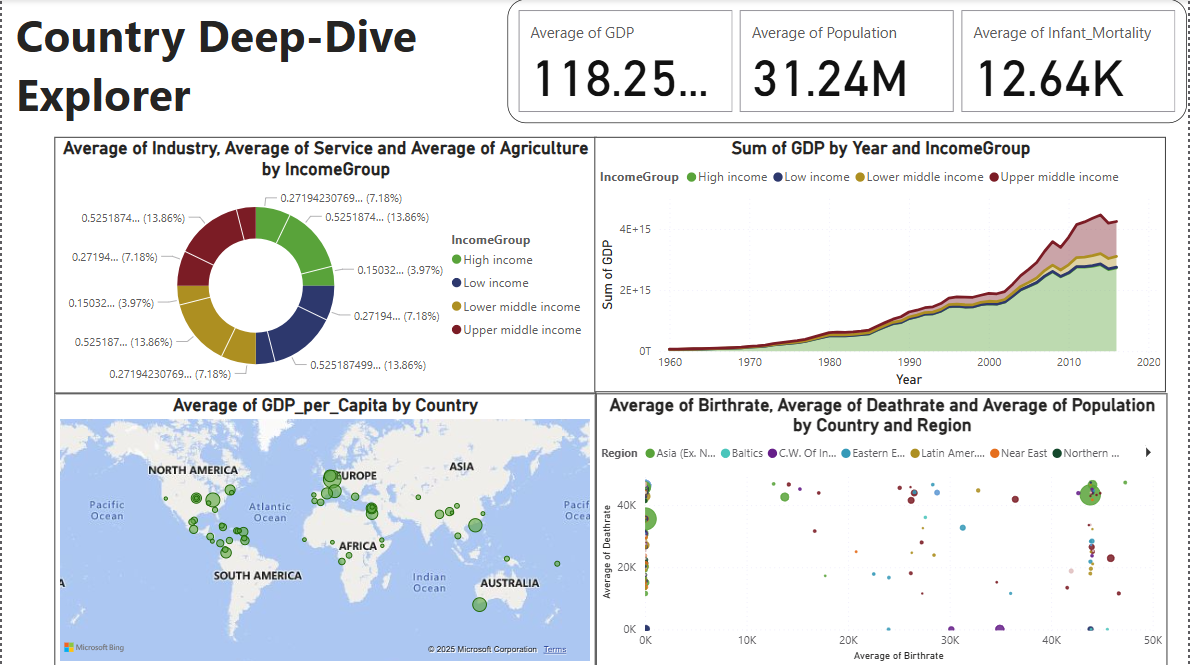 Country Deep-Dive
Explorer
Average of GDP
118.25...
Average of Population
31.24M
Average of Infant_Mortality
12.64K
Average of Industry, Average of Service and Average of Agriculture
by IncomeGroup
0.27194230769... (7.18%)
0.5251874... (13.86%)
0.15032... (3.97%)
0.27194... (7.18%)
0.525187499... (13.86%)
0.27194230769... (7.18%)
0.525187... (13.86%)
0.15032... (3.97%)
0.27194... (7.18%)
0.5251874... (13.86%)
IncomeGroup
High income
Low income
Lower middle income
Upper middle income
Sum of GDP by Year and IncomeGroup
IncomeGroup High income Low income Lower middle income Upper middle income
Sum of GDP
4E+15
2E+15
0T
1960 1970 1980 1990 2000 2010 2020
Year
Average of GDP_per_Capita by Country
NORTH AMERICA
EUROPE
ASIA
Pacific
Ocean
Atlantic
Ocean
Pacif
Ocea
AFRICA
SOUTH AMERICA
Indian
Ocean
AUSTRALIA
A
Microsoft Bing
© 2025 Microsoft Corporation Terms
Average of Birthrate, Average of Deathrate and Average of Population
by Country and Region
Region Asia (Ex. N... Baltics C.W. Of In... Eastern E... Latin Amer... Near East Northern ...
Average of Deathrate
40K
20K
0K
0K 10K 20K 30K 40K 50K
Average of Birthrate